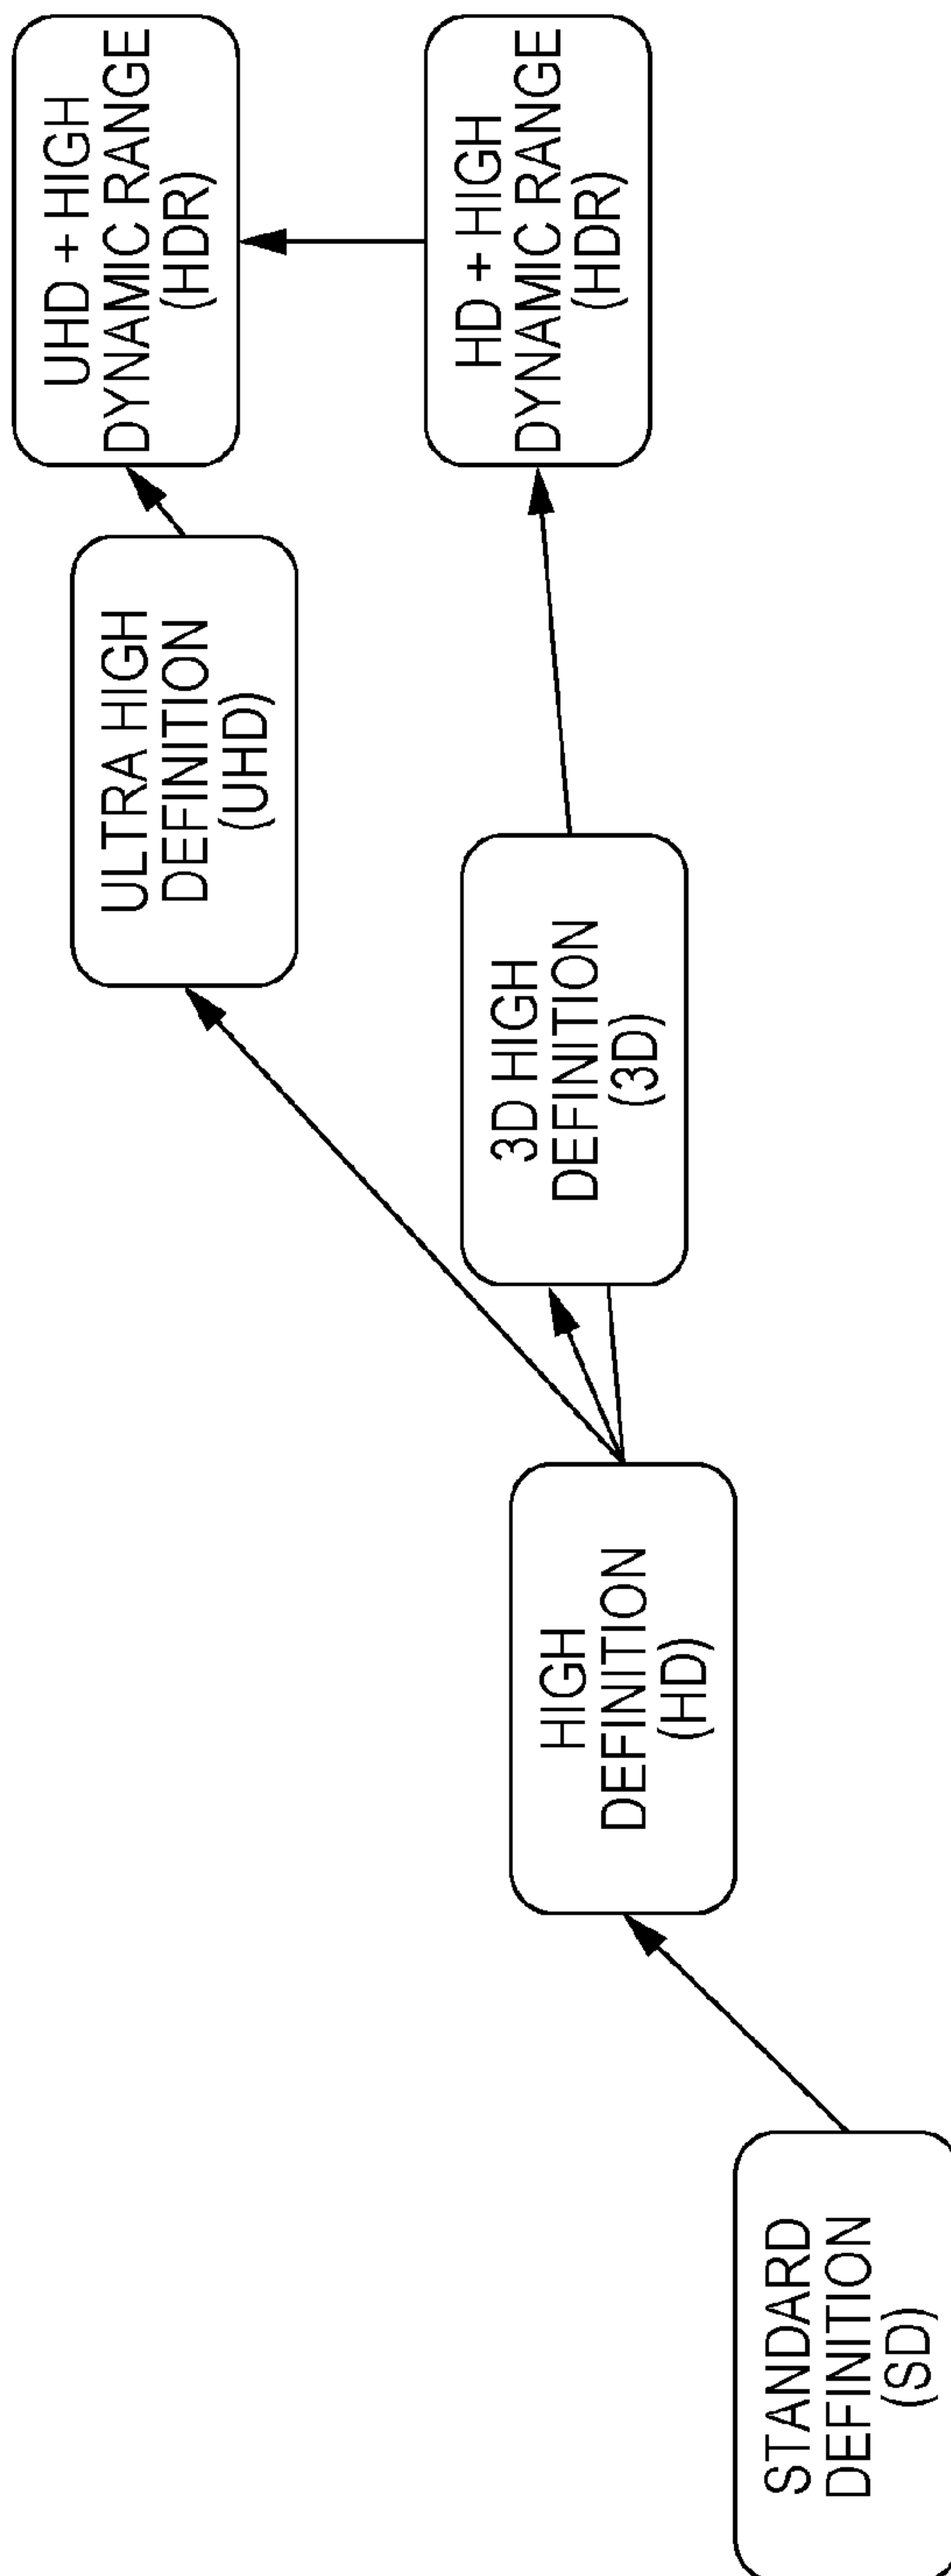 STANDARD
DEFINITION
(SD)
HIGH
DEFINITION
(HD)
3D HIGH
DEFINITION
(3D)
ULTRA HIGH
DEFINITION
(UHD)
UHD + HIGH
DYNAMIC RANGE
(HDR)
HD + HIGH
DYNAMIC RANGE
(HDR)